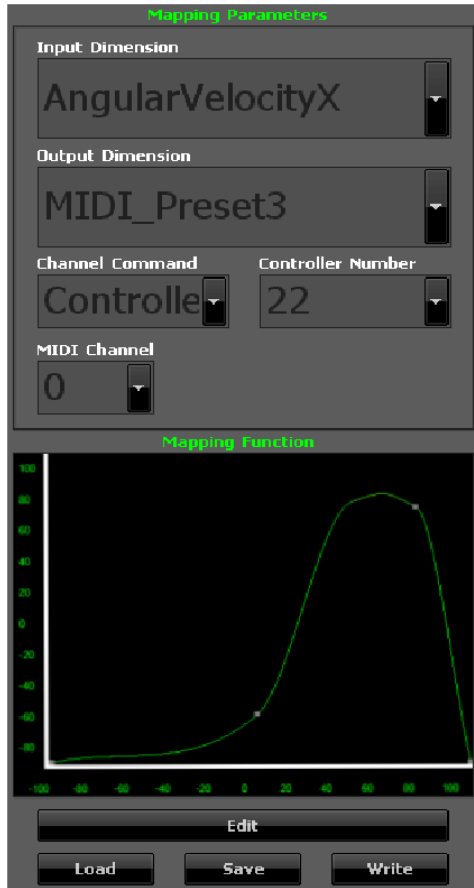 Mapping Parameters
Input Dimension
AngularVelocityX
Output Dimension
MIDI_Preset3
Channel Command Controller Number
Controlle 22
MIDI Channel
0
Mapping Function
100
80
60
40
20
0
-20
-40
-60
-80
-100 -80 -60 -40 -20 0 20 40 60 80 100
Edit
Load Save Write